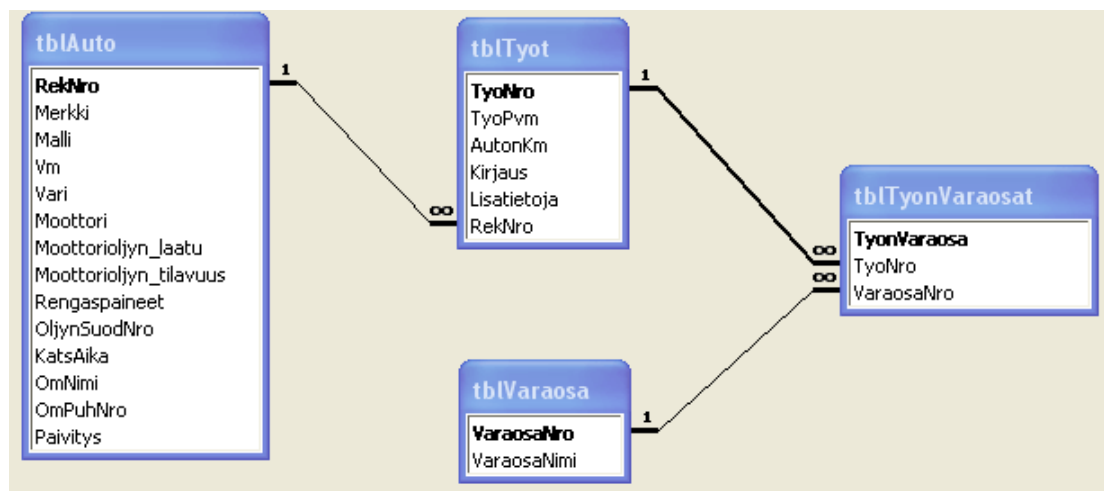 tblAuto
RekNro
Merkki
Malli
Vm
Vari
Moottori
Moottorioljyn_laatu
Moottorioljyn_tilavuus
Rengaspaineet
OljynSuodNro
KatsAika
OmNimi
OmPuhNro
Paivitys
1
∞
tblTyot
TyoNro
TyoPvm
AutonKm
Kirjaus
Lisatietoja
RekNro
1
∞
tblVaraosa
VaraosaNro
VaraosaNimi
1
∞
tblTyonVaraosat
TyonVaraosa
TyoNro
VaraosaNro